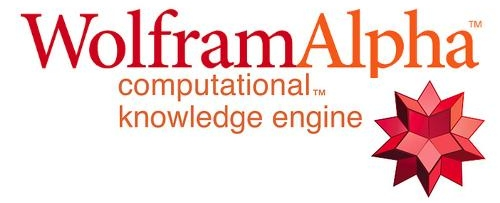 WolframAlpha™
computational™
knowledge engine